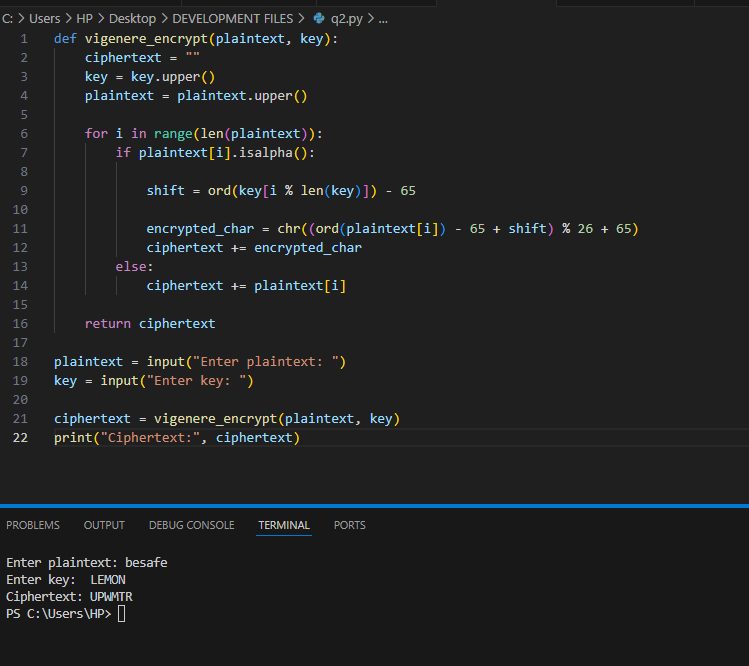 C: > Users > HP > Desktop > DEVELOPMENT FILES > q2.py > ...
1 def vigenere_encrypt(plaintext, key):
2     ciphertext = ""
3     key = key.upper()
4     plaintext = plaintext.upper()
5
6     for i in range(len(plaintext)):
7         if plaintext[i].isalpha():
8
9             shift = ord(key[i % len(key)]) - 65
10
11             encrypted_char = chr((ord(plaintext[i]) - 65 + shift) % 26 + 65)
12             ciphertext += encrypted_char
13         else:
14             ciphertext += plaintext[i]
15
16     return ciphertext
17
18 plaintext = input("Enter plaintext: ")
19 key = input("Enter key: ")
20
21 ciphertext = vigenere_encrypt(plaintext, key)
22 print("Ciphertext:", ciphertext)
PROBLEMS OUTPUT DEBUG CONSOLE TERMINAL PORTS
Enter plaintext: besafe
Enter key:  LEMON
Ciphertext: UPWMTR
PS C:\Users\HP>